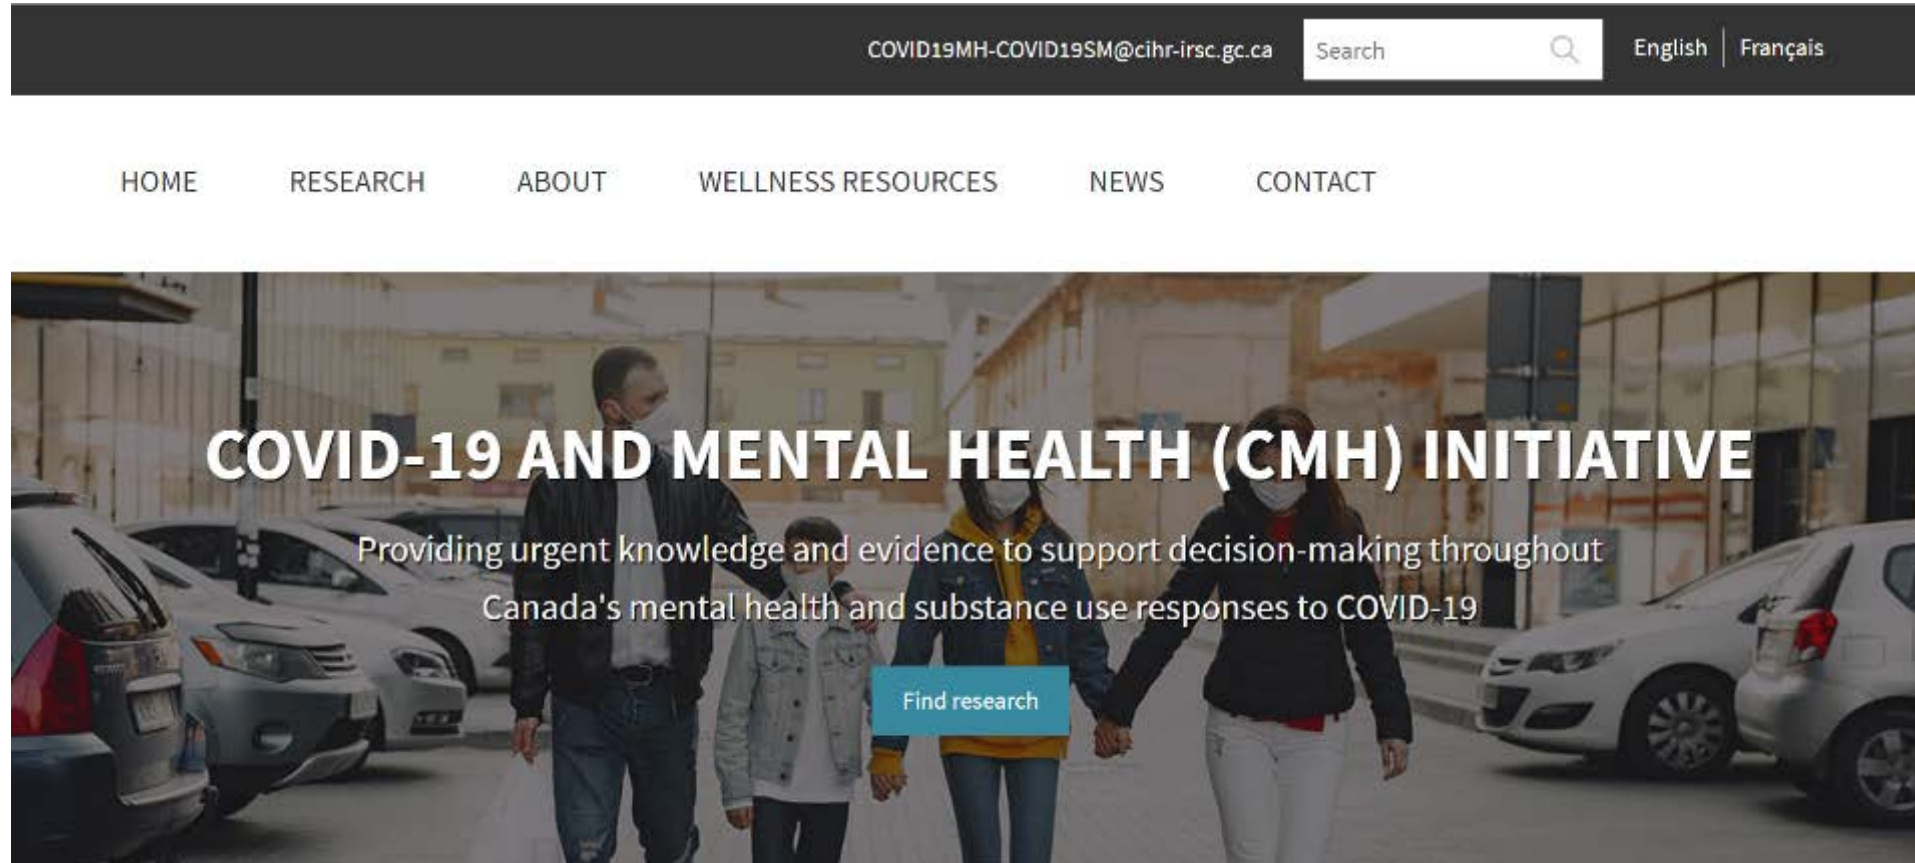 COVID19MH-COVID19SM@cihr-irsc.gc.ca Search English Français
HOME RESEARCH ABOUT WELLNESS RESOURCES NEWS CONTACT
COVID-19 AND MENTAL HEALTH (CMH) INITIATIVE
Providing urgent knowledge and evidence to support decision-making throughout
Canada's mental health and substance use responses to COVID-19
Find research